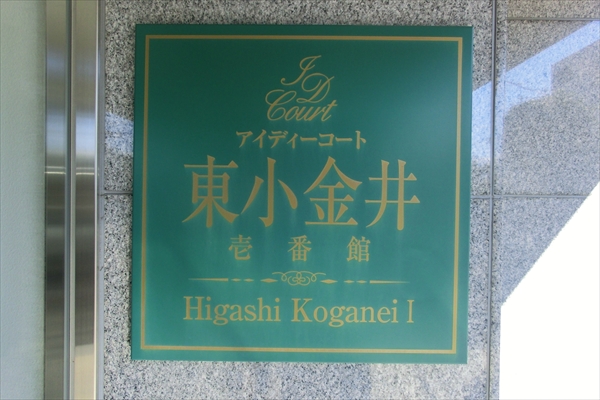 ID
Court
アイディーコート
東小金井
壱番館
Higashi Koganei I